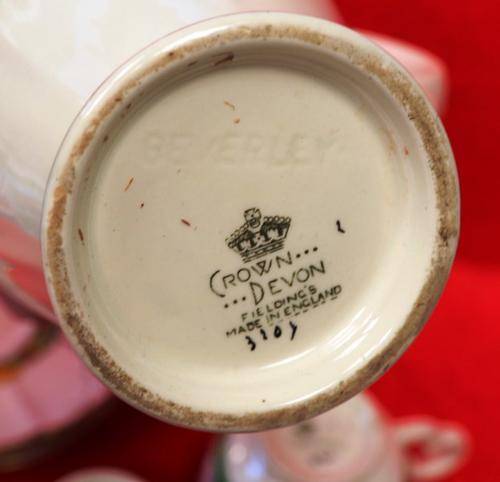 BEVERLEY
CROWN...
...DEVON
FIELDING'S
MADE IN ENGLAND